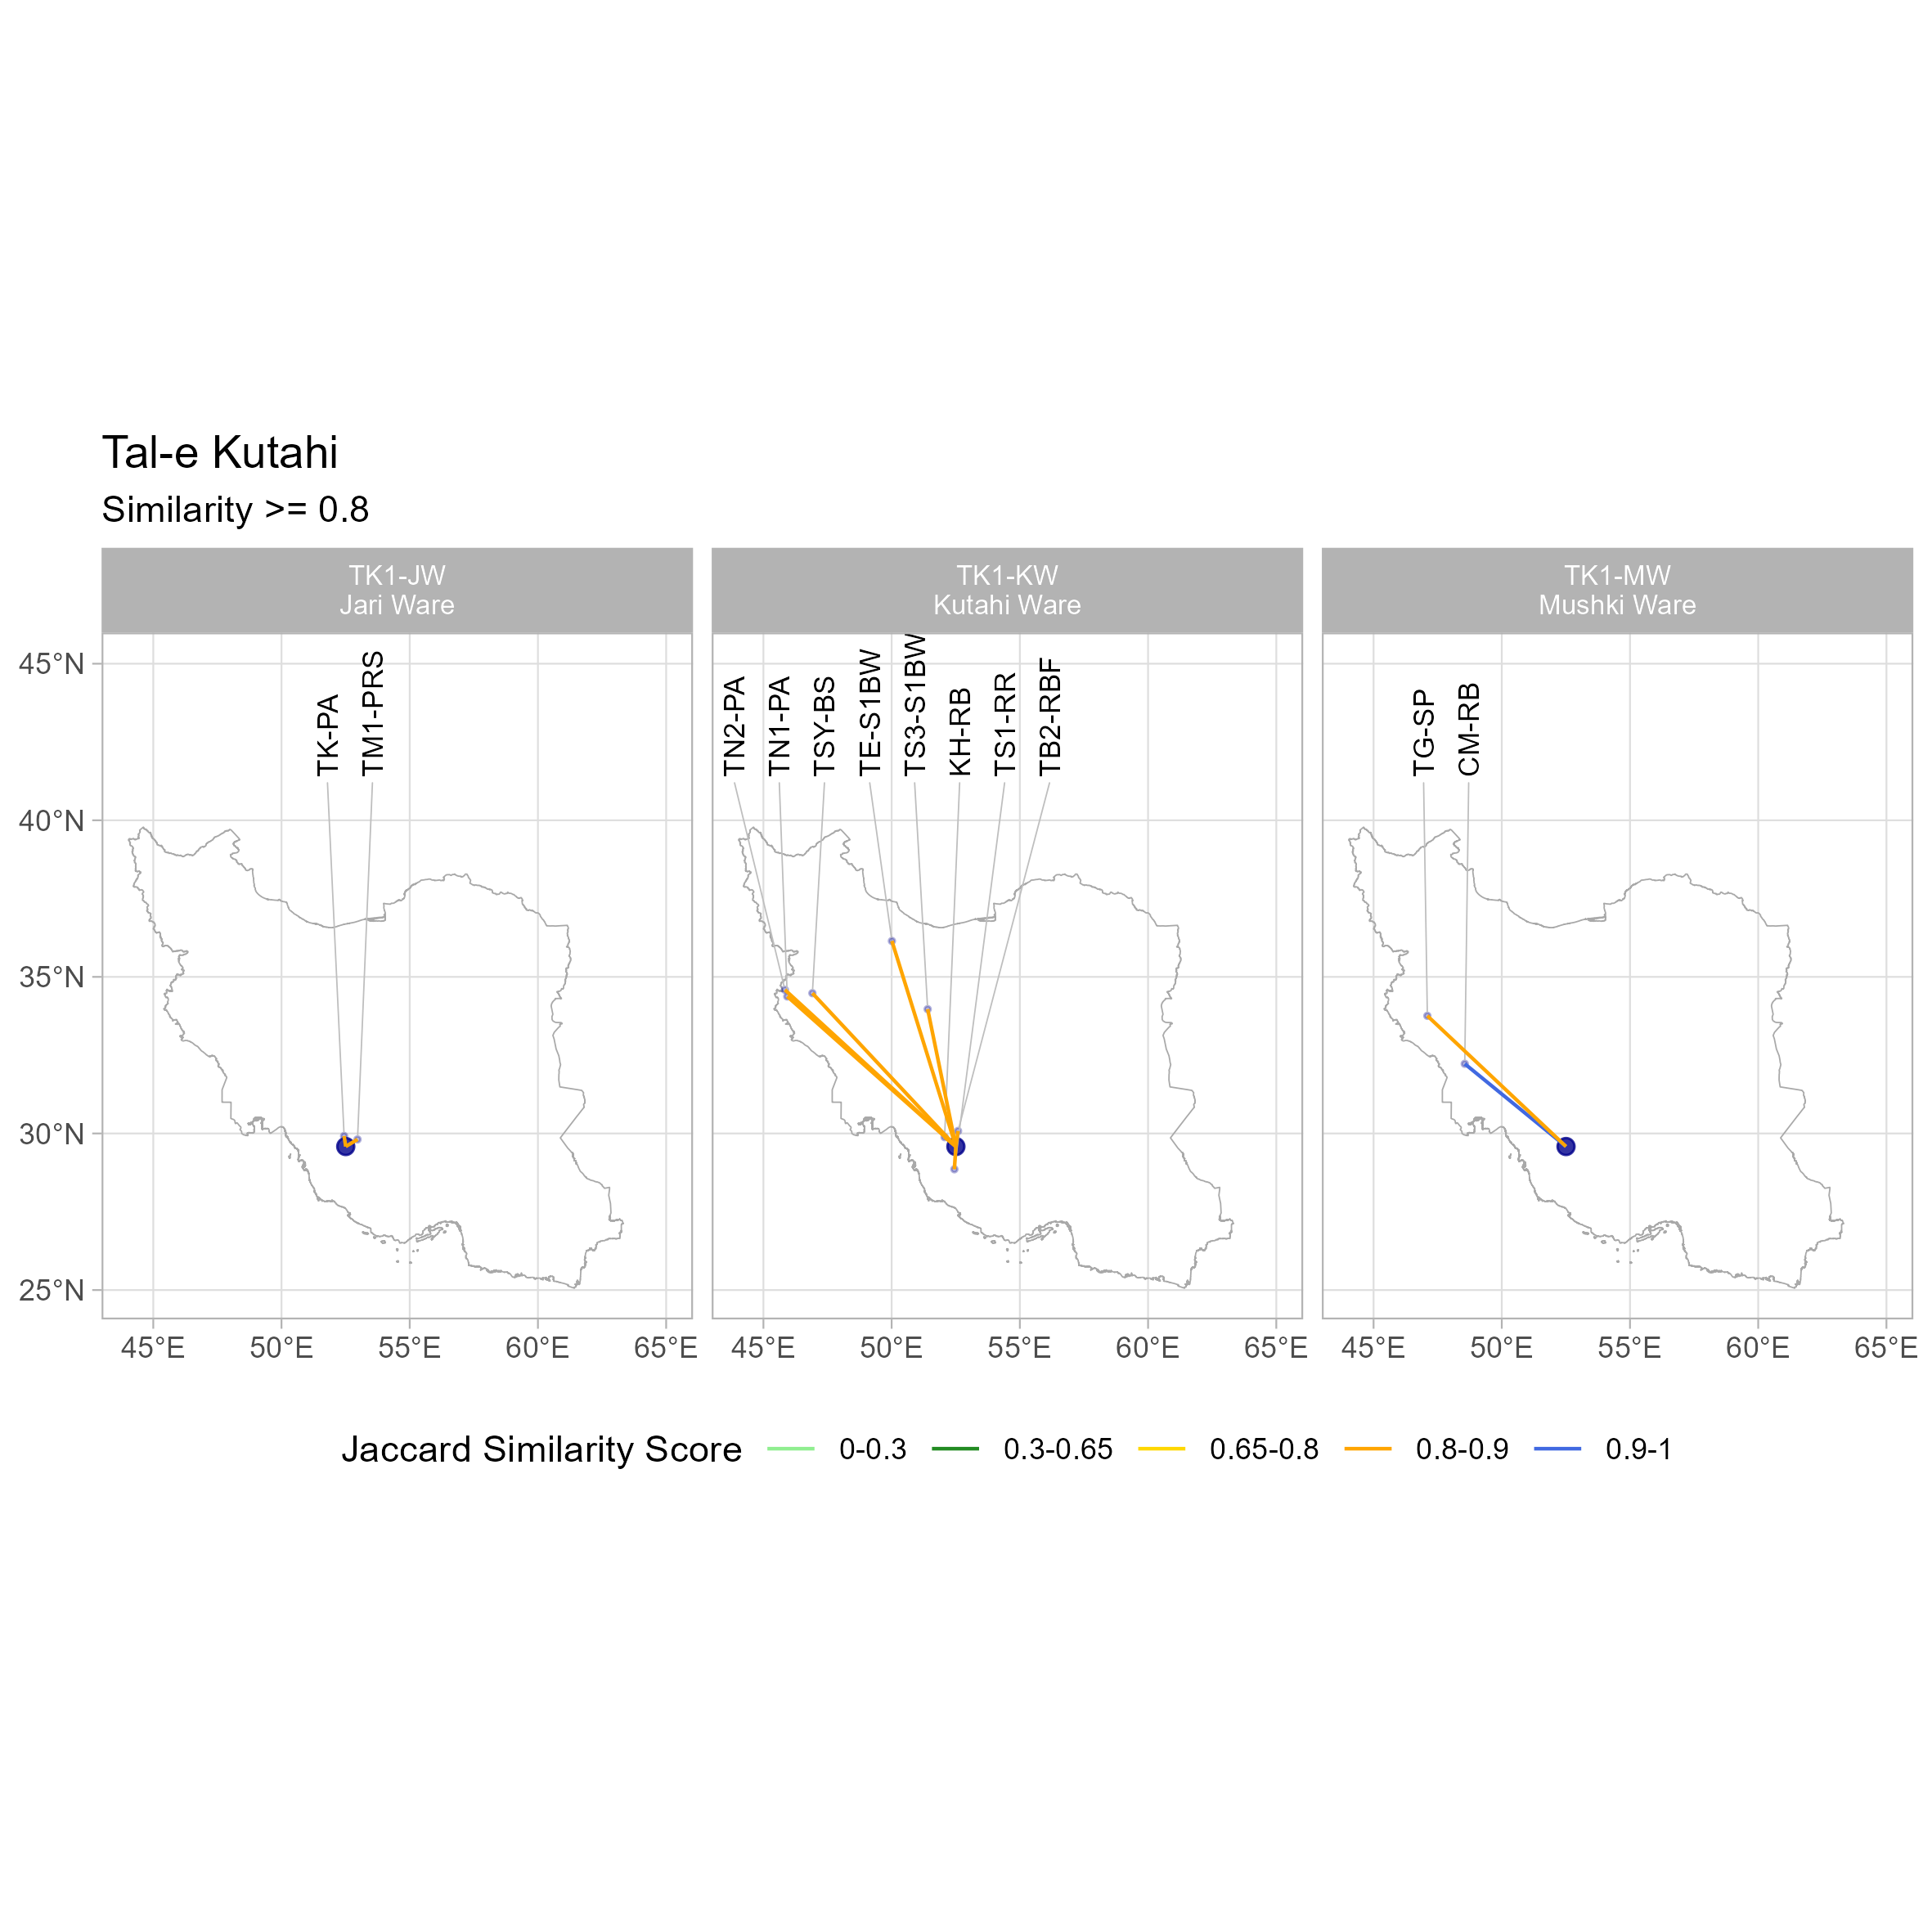 Tal-e Kutahi
Similarity >= 0.8
TK1-JW
Jari Ware
TK1-KW
Kutahi Ware
TK1-MW
Mushki Ware
45°N
40°N
35°N
30°N
25°N
TK-PA
TM1-PRS
TN2-PA
TN1-PA
TSY-BS
TE-S1BW
TS3-S1BW
KH-RB
TS1-RR
TB2-RBF
TG-SP
CM-RB
45°E 50°E 55°E 60°E 65°E
45°E 50°E 55°E 60°E 65°E
45°E 50°E 55°E 60°E 65°E
Jaccard Similarity Score 0-0.3 0.3-0.65 0.65-0.8 0.8-0.9 0.9-1